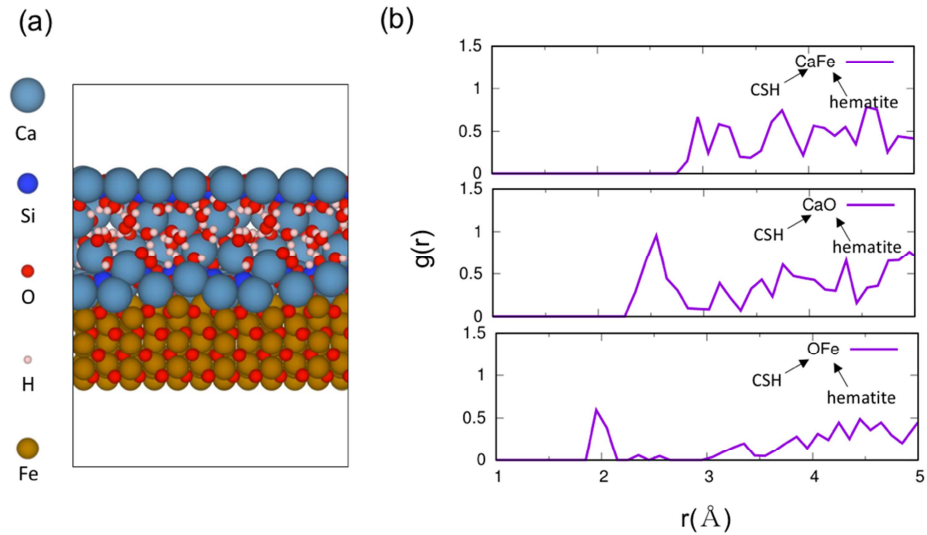 (a)
Ca
Si
O
H
Fe
(b)
g(r)
1.5
1
0.5
0
CaFe
CSH
hematite
1.5
1
0.5
0
CaO
CSH
hematite
1.5
1
0.5
0
OFe
CSH
hematite
1 2 3 4 5
r(Å)